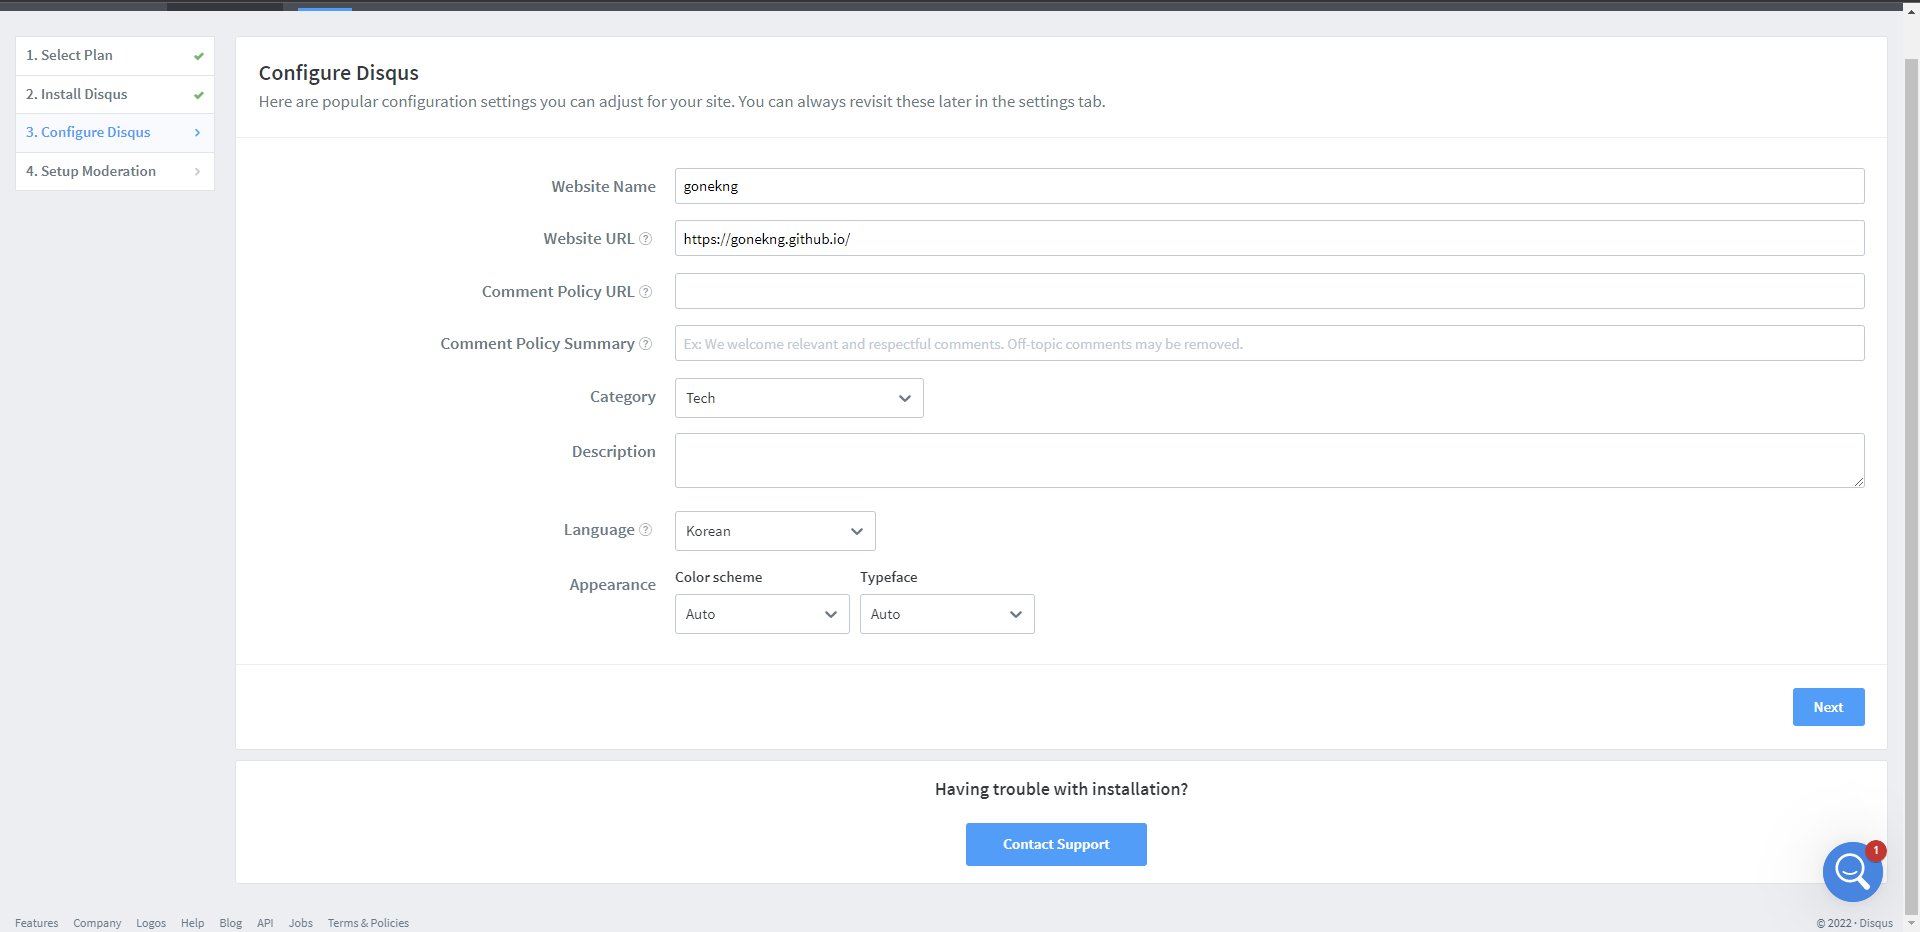 1. Select Plan
2. Install Disqus
3. Configure Disqus
4. Setup Moderation
Configure Disqus
Here are popular configuration settings you can adjust for your site. You can always revisit these later in the settings tab.
Website Name
gonekng
Website URL ?
https://gonekng.github.io/
Comment Policy URL ?
Comment Policy Summary ?
Ex: We welcome relevant and respectful comments. Off-topic comments may be removed.
Category
Tech
Description
Language ?
Korean
Appearance
Color scheme
Typeface
Auto
Auto
Next
Having trouble with installation?
Contact Support
1
Features Company Logos Help Blog API Jobs Terms & Policies
© 2022 · Disqus